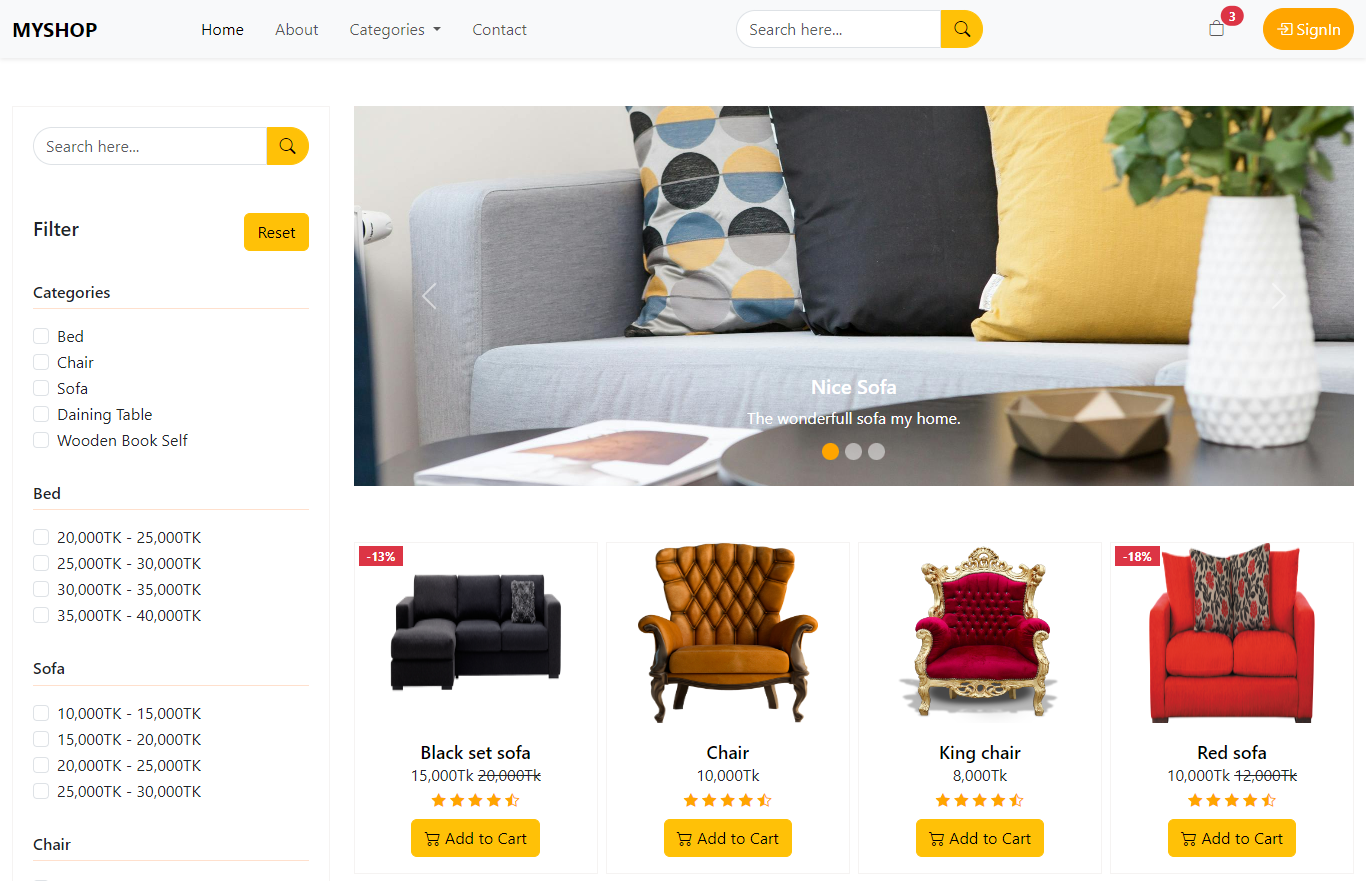 MYSHOP Home About Categories Contact Search here... 3 SignIn
Search here...
Filter Reset
Categories
Bed
Chair
Sofa
Daining Table
Wooden Book Self
Bed
20,000TK - 25,000TK
25,000TK - 30,000TK
30,000TK - 35,000TK
35,000TK - 40,000TK
Sofa
10,000TK - 15,000TK
15,000TK - 20,000TK
20,000TK - 25,000TK
25,000TK - 30,000TK
Chair
Nice Sofa
The wonderfull sofa my home.
-13%
Black set sofa
15,000Tk 20,000Tk
Add to Cart
Chair
10,000Tk
Add to Cart
King chair
8,000Tk
Add to Cart
-18%
Red sofa
10,000Tk 12,000Tk
Add to Cart